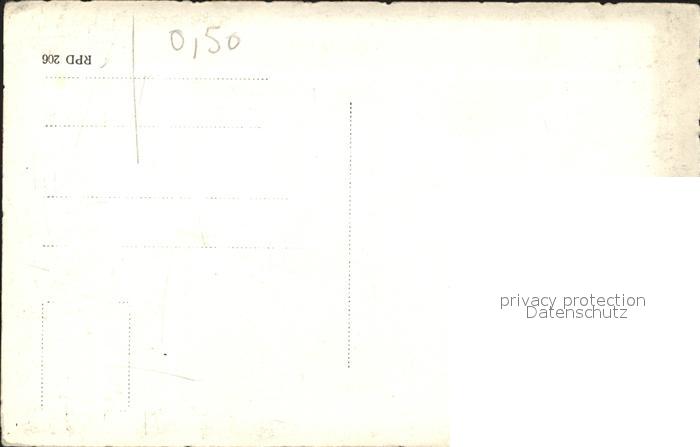 0,50
RPD 206
privacy protection
Datenschutz